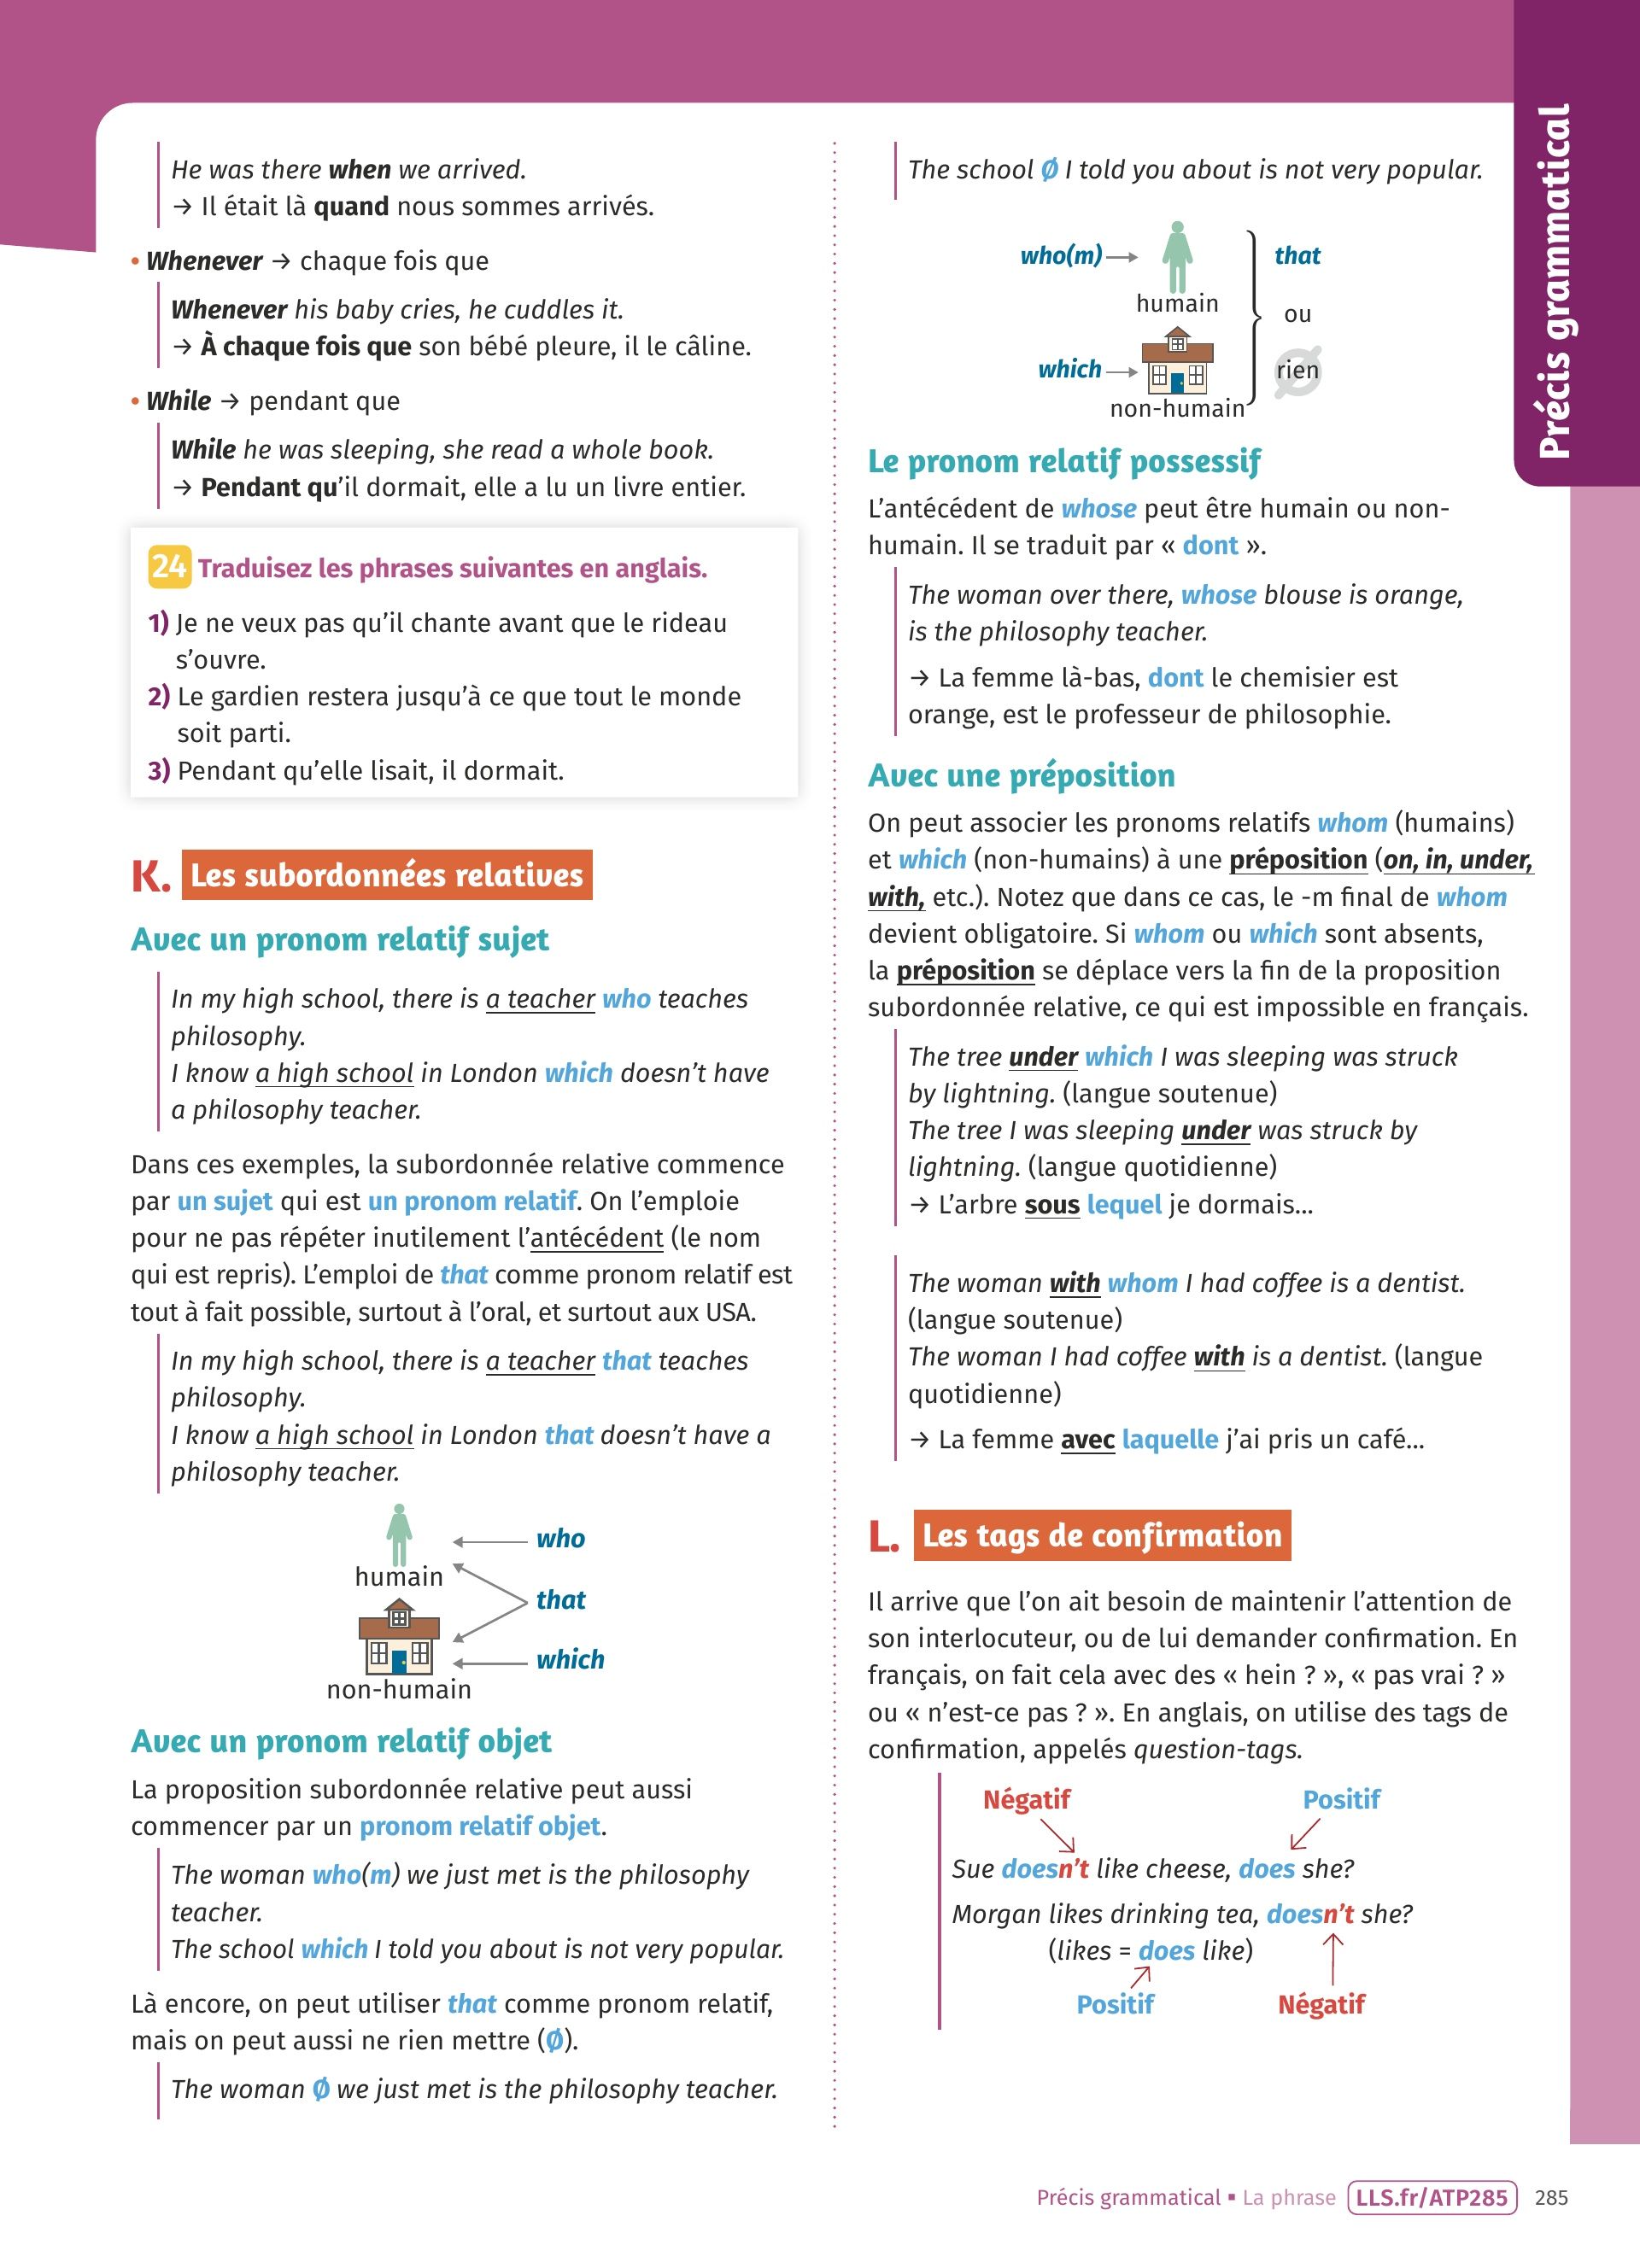 Précis grammatical
He was there when we arrived.
→ Il était là quand nous sommes arrivés.
• Whenever → chaque fois que
Whenever his baby cries, he cuddles it.
→ À chaque fois que son bébé pleure, il le câline.
• While → pendant que
While he was sleeping, she read a whole book.
→ Pendant qu’il dormait, elle a lu un livre entier.
24 Traduisez les phrases suivantes en anglais.
1) Je ne veux pas qu’il chante avant que le rideau
s’ouvre.
2) Le gardien restera jusqu’à ce que tout le monde
soit parti.
3) Pendant qu’elle lisait, il dormait.
K. Les subordonnées relatives
Avec un pronom relatif sujet
In my high school, there is a teacher who teaches
philosophy.
I know a high school in London which doesn’t have
a philosophy teacher.
Dans ces exemples, la subordonnée relative commence
par un sujet qui est un pronom relatif. On l’emploie
pour ne pas répéter inutilement l’antécédent (le nom
qui est repris). L’emploi de that comme pronom relatif est
tout à fait possible, surtout à l’oral, et surtout aux USA.
In my high school, there is a teacher that teaches
philosophy.
I know a high school in London that doesn’t have a
philosophy teacher.
who
humain
that
which
non-humain
Avec un pronom relatif objet
La proposition subordonnée relative peut aussi
commencer par un pronom relatif objet.
The woman who(m) we just met is the philosophy
teacher.
The school which I told you about is not very popular.
Là encore, on peut utiliser that comme pronom relatif,
mais on peut aussi ne rien mettre (Ø).
The woman Ø we just met is the philosophy teacher.
The school Ø I told you about is not very popular.
who(m) → that
humain
ou
which → rien
non-humain
Le pronom relatif possessif
L’antécédent de whose peut être humain ou non-
humain. Il se traduit par « dont ».
The woman over there, whose blouse is orange,
is the philosophy teacher.
→ La femme là-bas, dont le chemisier est
orange, est le professeur de philosophie.
Avec une préposition
On peut associer les pronoms relatifs whom (humains)
et which (non-humains) à une préposition (on, in, under,
with, etc.). Notez que dans ce cas, le -m final de whom
devient obligatoire. Si whom ou which sont absents,
la préposition se déplace vers la fin de la proposition
subordonnée relative, ce qui est impossible en français.
The tree under which I was sleeping was struck
by lightning. (langue soutenue)
The tree I was sleeping under was struck by
lightning. (langue quotidienne)
→ L’arbre sous lequel je dormais...
The woman with whom I had coffee is a dentist.
(langue soutenue)
The woman I had coffee with is a dentist. (langue
quotidienne)
→ La femme avec laquelle j’ai pris un café...
L. Les tags de confirmation
Il arrive que l’on ait besoin de maintenir l’attention de
son interlocuteur, ou de lui demander confirmation. En
français, on fait cela avec des « hein ? », « pas vrai ? »
ou « n’est-ce pas ? ». En anglais, on utilise des tags de
confirmation, appelés question-tags.
Négatif Positif
Sue doesn’t like cheese, does she?
Morgan likes drinking tea, doesn’t she?
(likes = does like)
Positif Négatif
Précis grammatical ▪ La phrase LLS.fr/ATP285 285